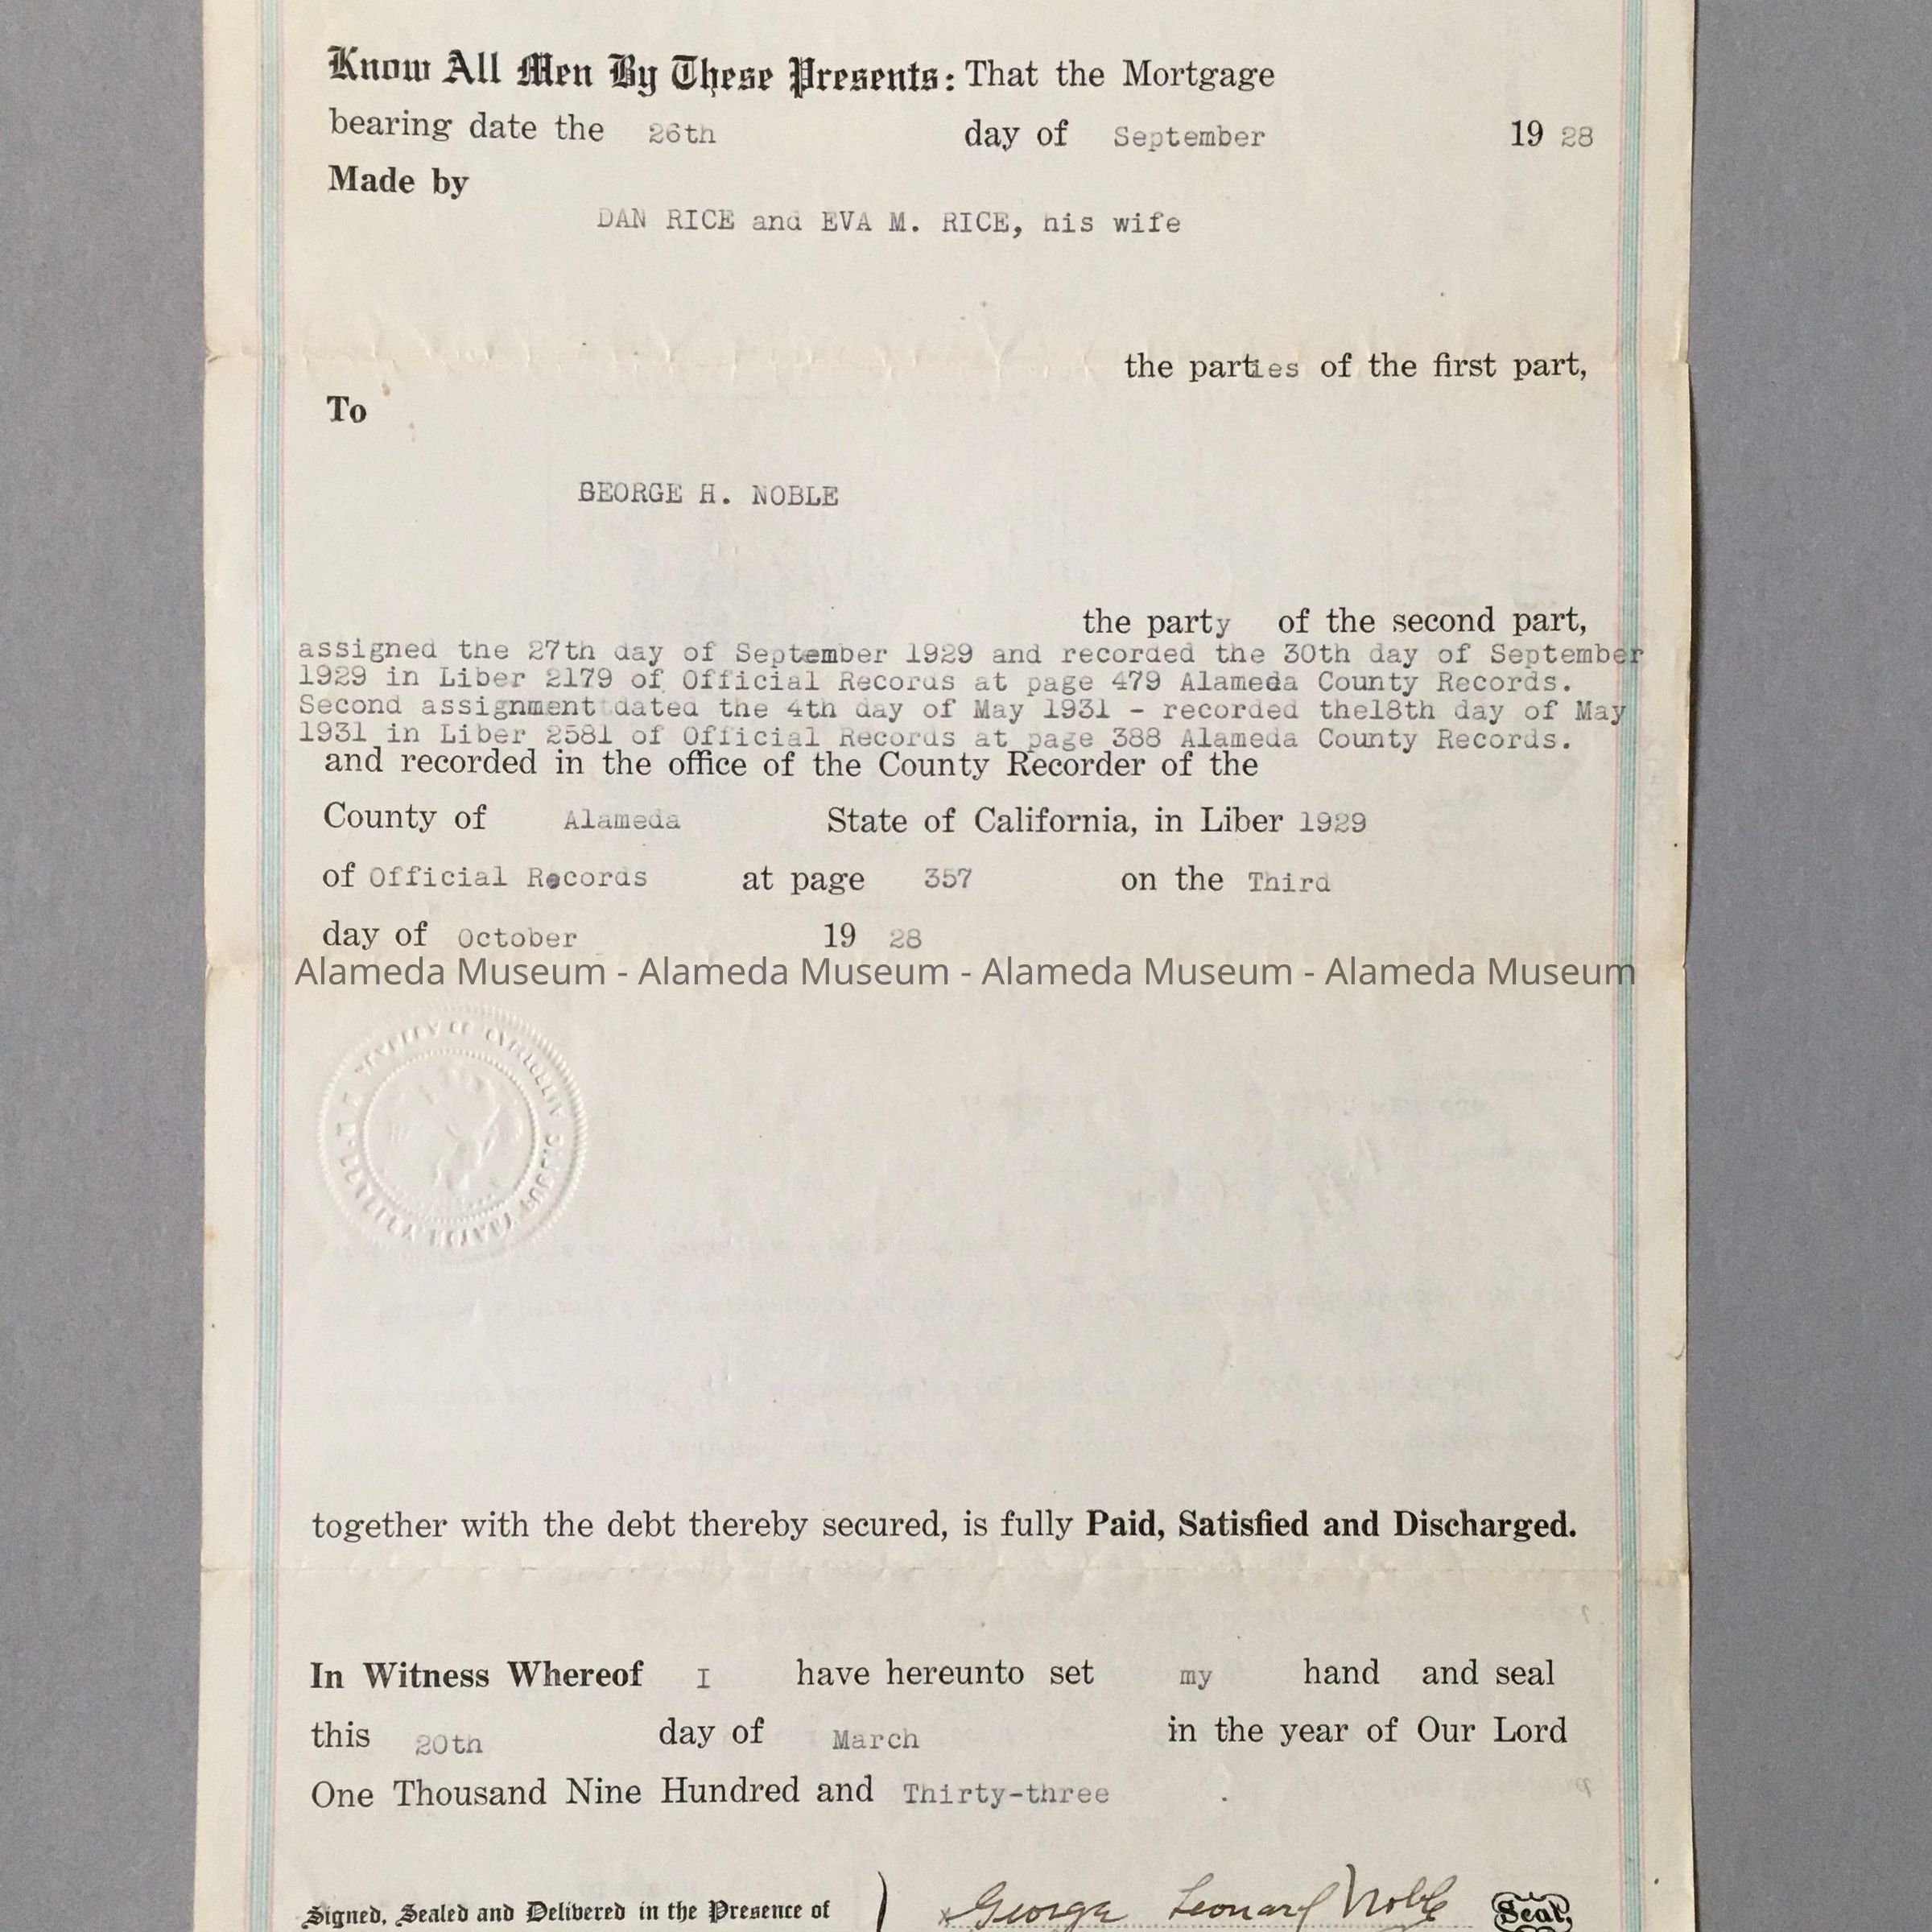 Know All Men By These Presents: That the Mortgage
bearing date the 26th day of September 19 28
Made by
DAN RICE and EVA M. RICE, his wife
the parties of the first part,
To
GEORGE H. NOBLE
the party of the second part,
assigned the 27th day of September 1929 and recorded the 30th day of September
1929 in Liber 2179 of Official Records at page 479 Alameda County Records.
Second assignment dated the 4th day of May 1931 - recorded the18th day of May
1931 in Liber 2581 of Official Records at page 388 Alameda County Records.
and recorded in the office of the County Recorder of the
County of Alameda State of California, in Liber 1929
of Official Records at page 357 on the Third
day of October 19 28
Alameda Museum - Alameda Museum - Alameda Museum - Alameda Museum
together with the debt thereby secured, is fully Paid, Satisfied and Discharged.
In Witness Whereof I have hereunto set my hand and seal
this 20th day of March in the year of Our Lord
One Thousand Nine Hundred and Thirty-three .
Signed, Sealed and Delivered in the Presence of ) x George Leonard Noble Seal